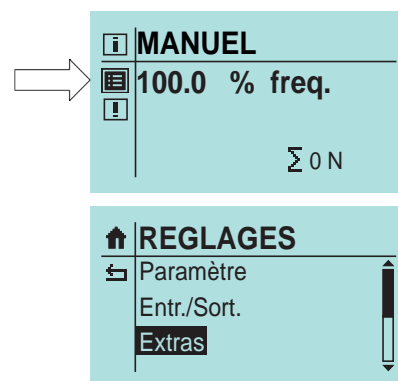 MANUEL
100.0 % freq.
Σ 0 N
REGLAGES
Paramètre
Entr./Sort.
Extras